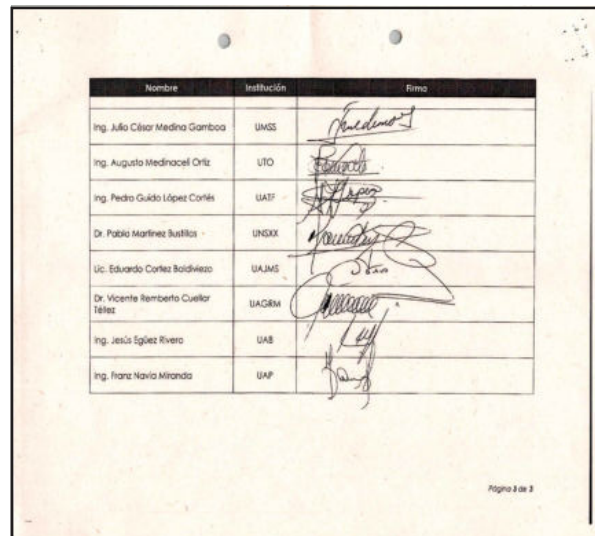 Nombre Institución Firma
Ing. Julio César Medina Gamboa UMSS
Ing. Augusto Medinaceli Ortiz UTO
Ing. Pedro Guido López Cortés UATF
Dr. Pablo Martínez Bustillos UNSXX
Lic. Eduardo Cortez Baldiviezo UAJMS
Dr. Vicente Remberto Cuellar
Téllez UAGRM
Ing. Jesús Egüez Rivero UAB
Ing. Franz Navia Miranda UAP
Página 3 de 3